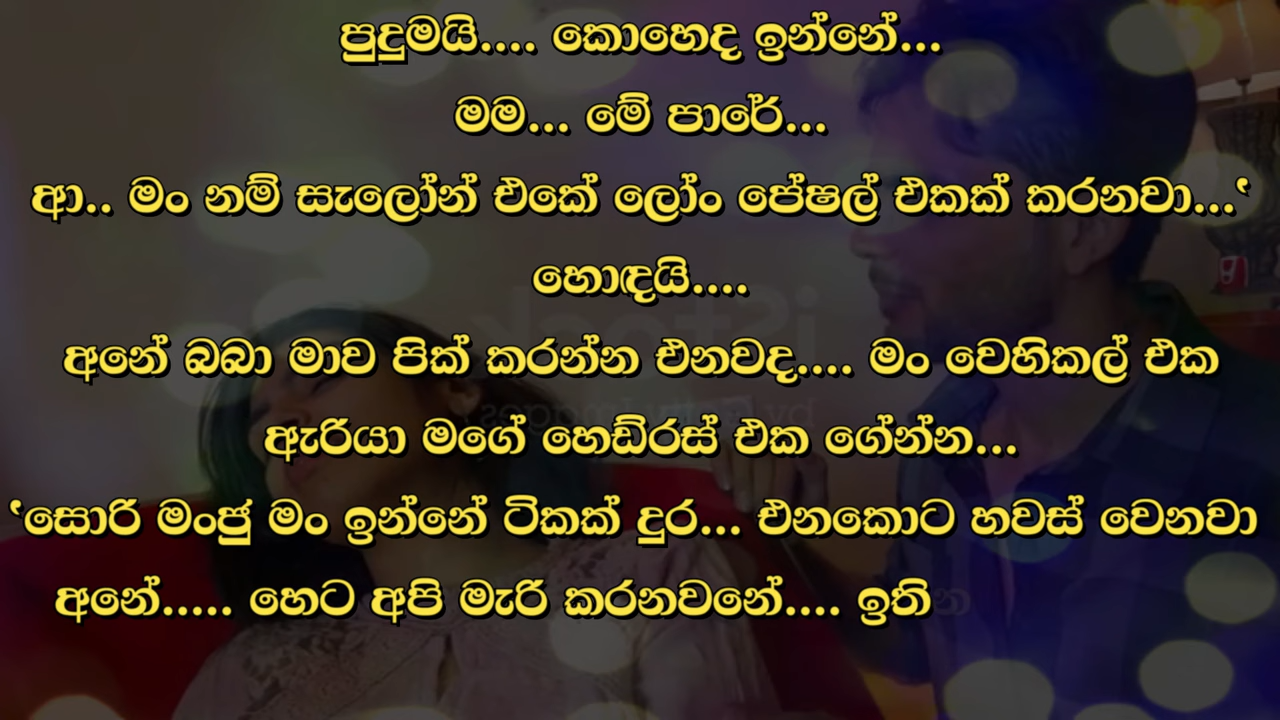 පුදුමයි.... කොහෙද ඉන්නේ...
මම... මේ පාරේ...
ආ.. මං නම් සැලෝන් එකේ ලෝං පේෂල් එකක් කරනවා...‛
හොඳයි....
අනේ බබා මාව පික් කරන්න එනවද.... මං වෙහිකල් එක
ඇරියා මගේ හෙඩ්රස් එක ගේන්න...
‛සොරි මංජු මං ඉන්නේ ටිකක් දුර... එනකොට හවස් වෙනවා
අනේ..... හෙට අපි මැරි කරනවනේ.... ඉති